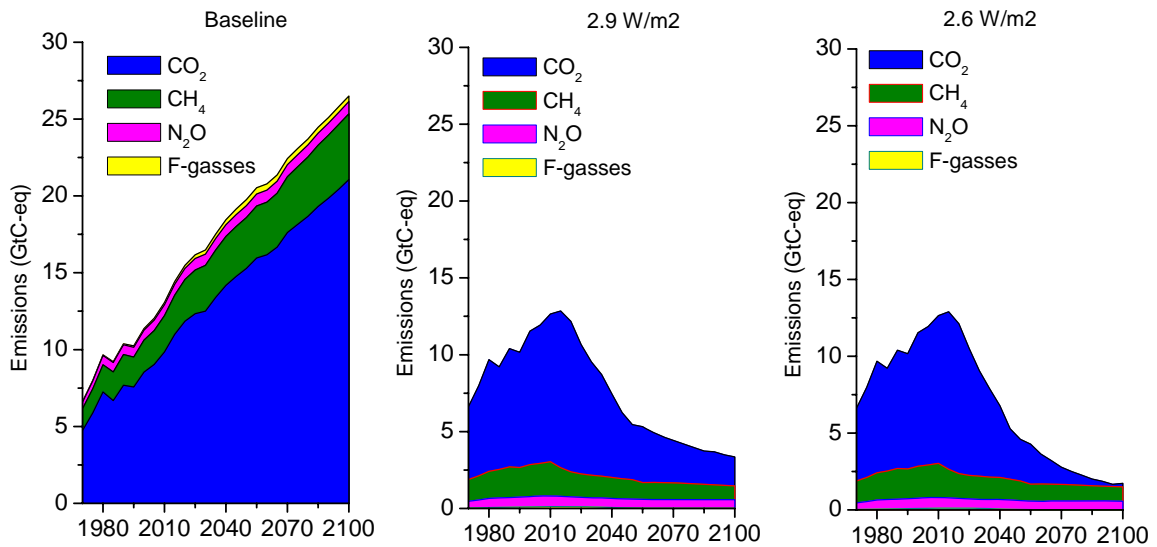 Baseline
30
25
20
15
10
5
0
Emissions (GtC-eq)
CO2
CH4
N2O
F-gasses
1980 2010 2040 2070 2100
2.9 W/m2
30
25
20
15
10
5
0
Emissions (GtC-eq)
CO2
CH4
N2O
F-gasses
1980 2010 2040 2070 2100
2.6 W/m2
30
25
20
15
10
5
0
Emissions (GtC-eq)
CO2
CH4
N2O
F-gasses
1980 2010 2040 2070 2100